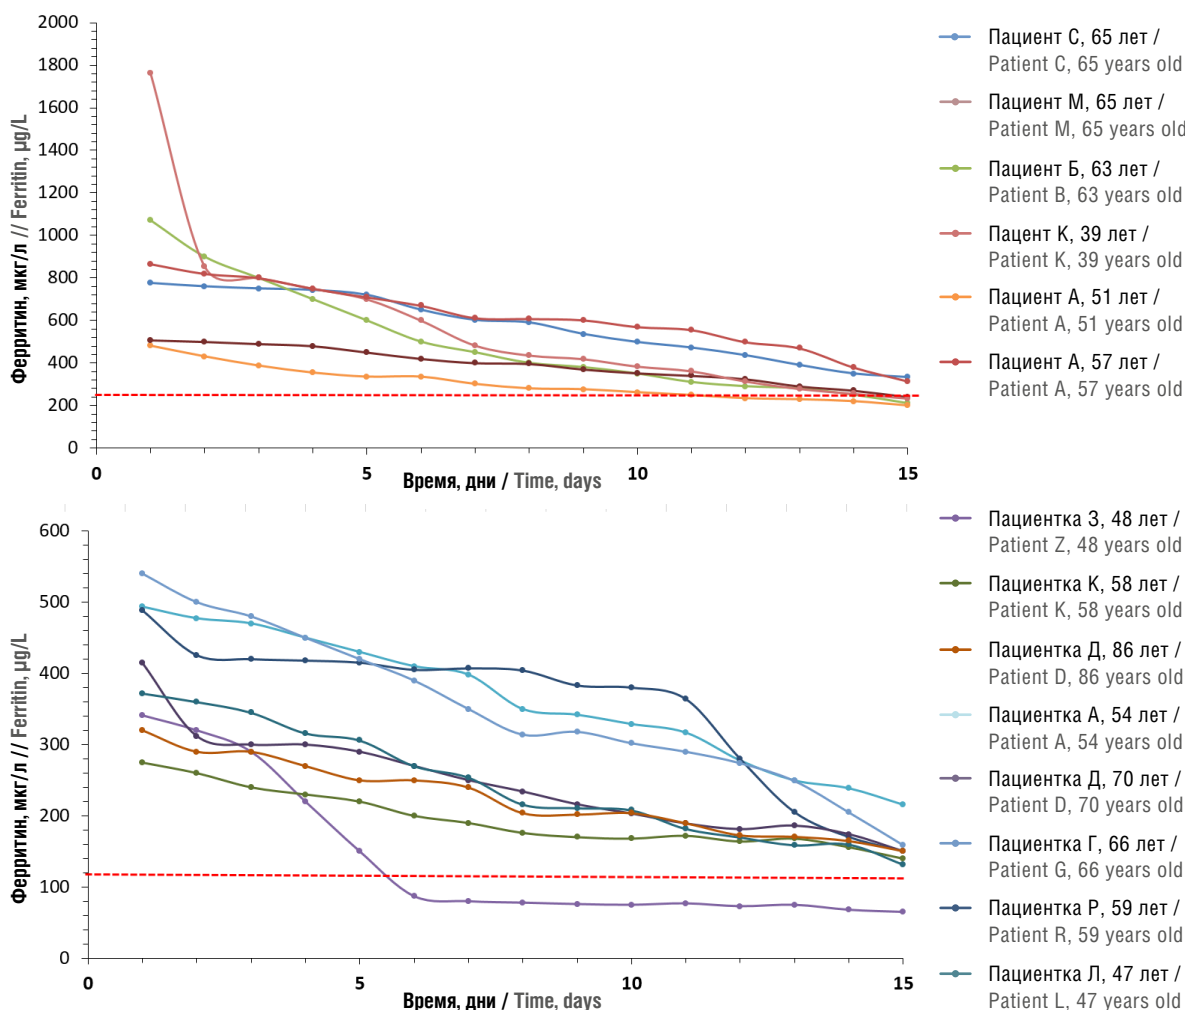 2000
1800
1600
1400
1200
1000
800
600
400
200
0
Ферритин, мкг/л // Ferritin, µg/L
0
5
10
15
Время, дни / Time, days
Пациент С, 65 лет /
Patient C, 65 years old
Пациент М, 65 лет /
Patient M, 65 years old
Пациент Б, 63 лет /
Patient B, 63 years old
Пацент К, 39 лет /
Patient K, 39 years old
Пациент А, 51 лет /
Patient A, 51 years old
Пациент А, 57 лет /
Patient A, 57 years old
600
500
400
300
200
100
0
Ферритин, мкг/л // Ferritin, µg/L
0
5
10
15
Время, дни / Time, days
Пациентка З, 48 лет /
Patient Z, 48 years old
Пациентка К, 58 лет /
Patient K, 58 years old
Пациентка Д, 86 лет /
Patient D, 86 years old
Пациентка А, 54 лет /
Patient A, 54 years old
Пациентка Д, 70 лет /
Patient D, 70 years old
Пациентка Г, 66 лет /
Patient G, 66 years old
Пациентка Р, 59 лет /
Patient R, 59 years old
Пациентка Л, 47 лет /
Patient L, 47 years old